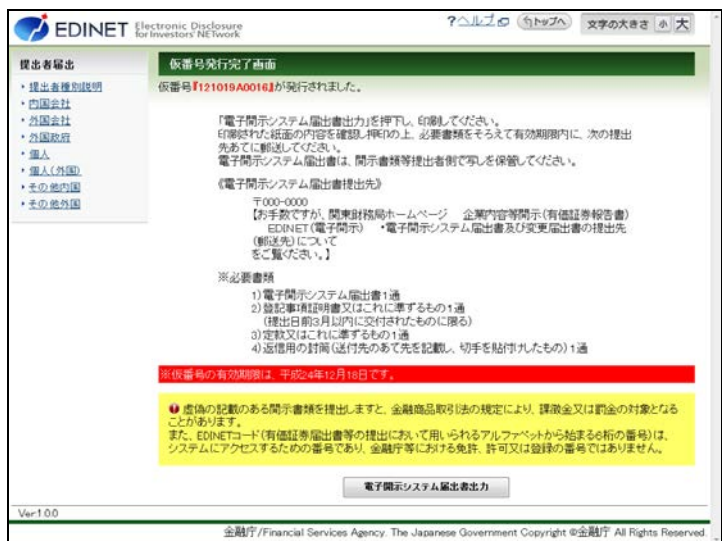 EDINET Electronic Disclosure for Investors' NETwork
?ヘルプ トップへ 文字の大きさ 小 大
提出者届出
・提出者種別説明
・内国会社
・外国会社
・外国政府
・個人
・個人(外国)
・その他内国
・その他外国
仮番号発行完了画面
仮番号『121019A0016』が発行されました。
「電子開示システム届出書出力」を押下し、印刷してください。
印刷された紙面の内容を確認し押印の上、必要書類をそろえて有効期限内に、次の提出
先あてに郵送してください。
電子開示システム届出書は、開示書類等提出者側で写しを保管してください。
《電子開示システム届出書提出先》
〒000-0000
【お手数ですが、関東財務局ホームページ 企業内容等開示(有価証券報告書)
EDINET(電子開示) ・電子開示システム届出書及び変更届出書の提出先
(郵送先)について
をご覧ください。】
※必要書類
1)電子開示システム届出書1通
2)登記事項証明書又はこれに準ずるもの1通
(提出日前3月以内に交付されたものに限る)
3)定款又はこれに準ずるもの1通
4)返信用の封筒(送付先のあて先を記載し、切手を貼付けしたもの)1通
※仮番号の有効期限は、平成24年12月18日です。
虚偽の記載のある開示書類を提出しますと、金融商品取引法の規定により、課徴金又は罰金の対象となる
ことがあります。
また、EDINETコード(有価証券届出書等の提出において用いられるアルファベットから始まる6桁の番号)は、
システムにアクセスするための番号であり、金融庁等における免許、許可又は登録の番号ではありません。
電子開示システム届出書出力
Ver.1.0.0
金融庁/Financial Services Agency. The Japanese Government Copyright ©金融庁 All Rights Reserved.